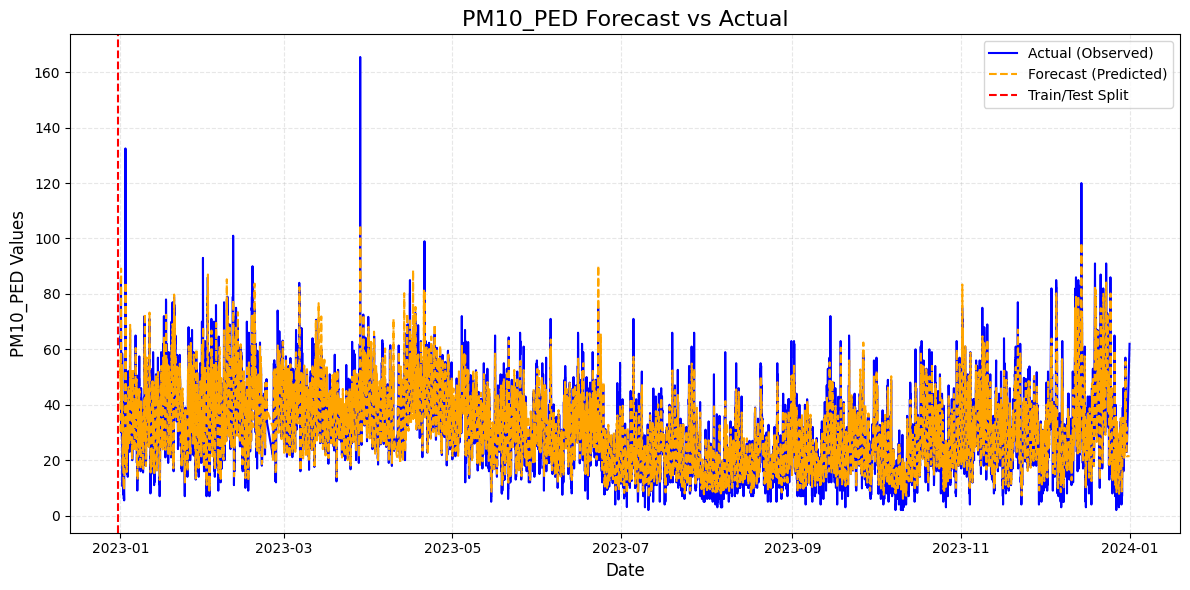 PM10_PED Forecast vs Actual
Actual (Observed)
Forecast (Predicted)
Train/Test Split
PM10_PED Values
160
140
120
100
80
60
40
20
0
2023-01
2023-03
2023-05
2023-07
2023-09
2023-11
2024-01
Date